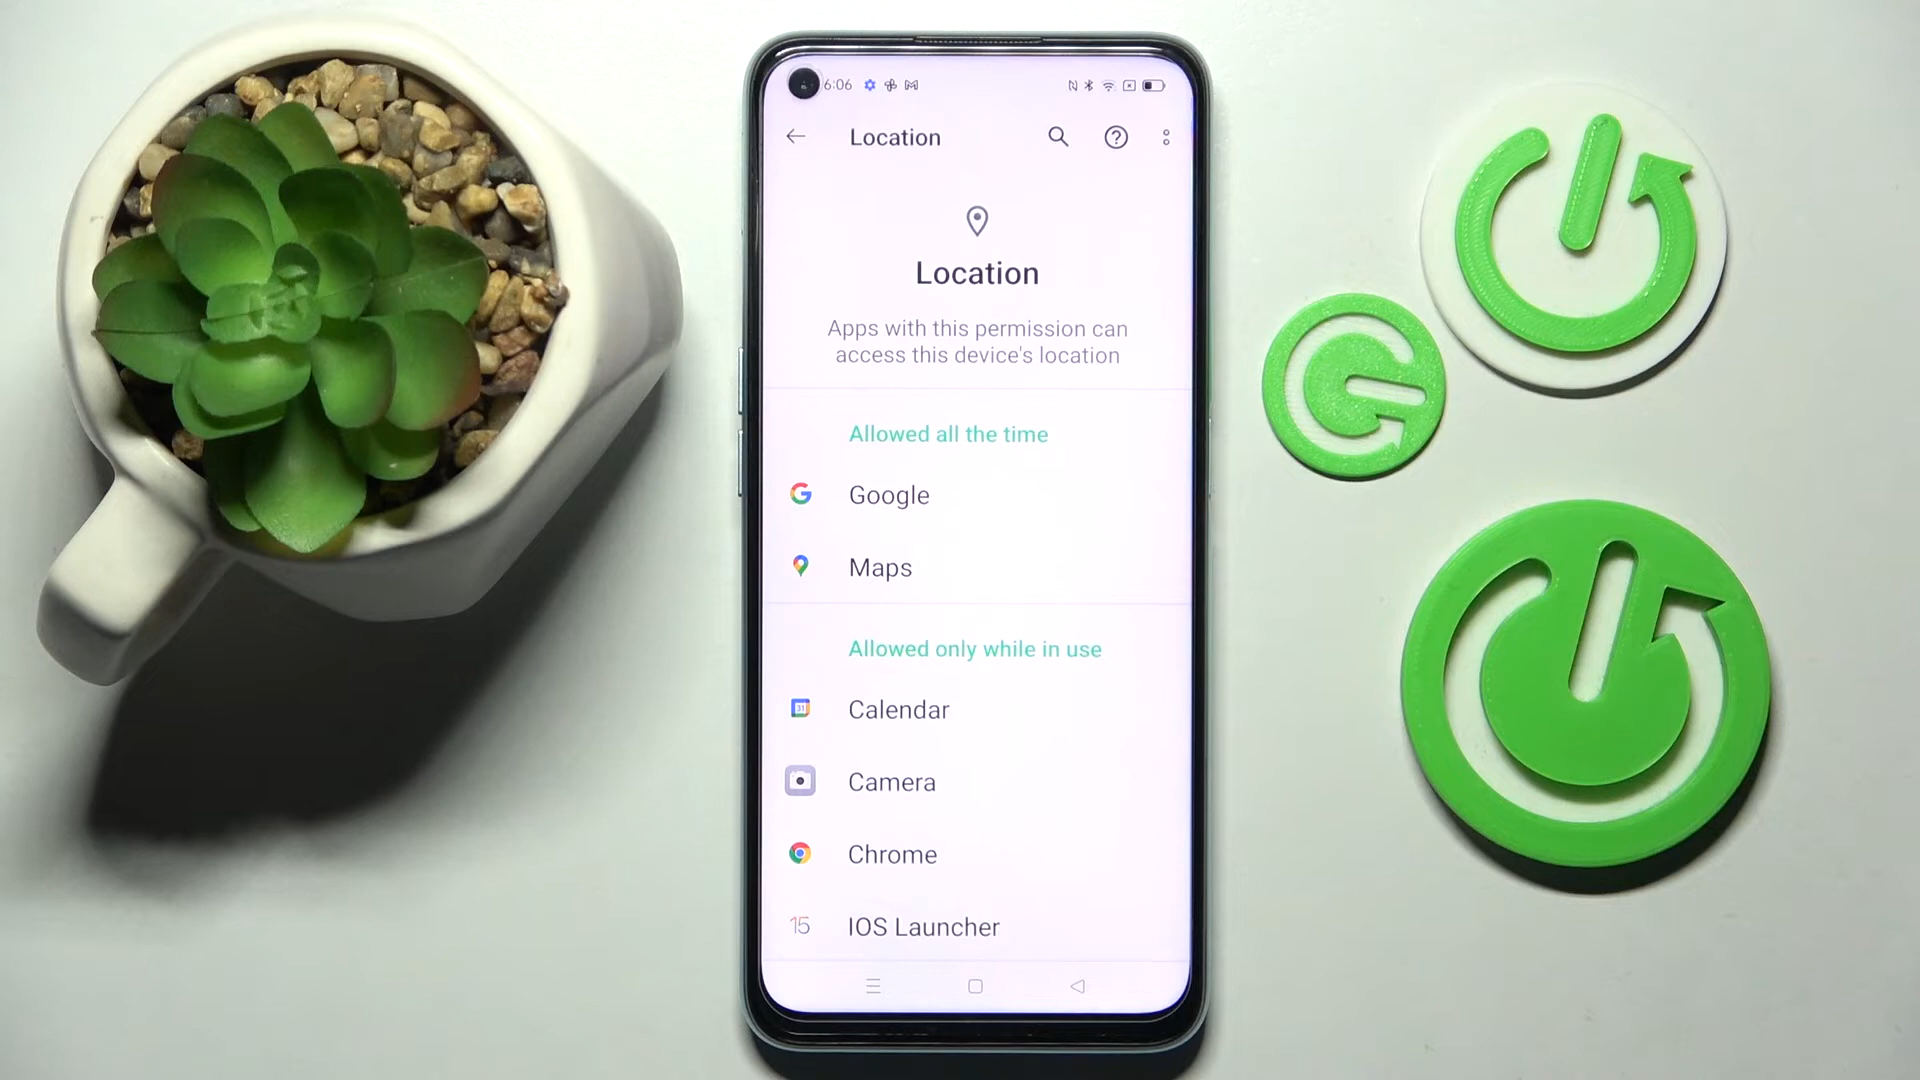 6:06
Location
Location
Apps with this permission can
access this device's location
Allowed all the time
Google
Maps
Allowed only while in use
31 Calendar
Camera
Chrome
15 IOS Launcher